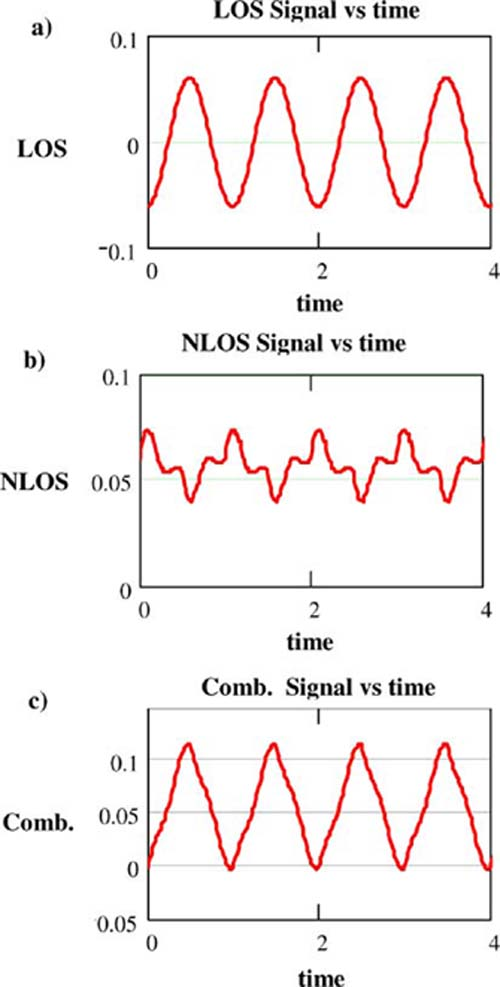 a)
LOS Signal vs time
0.1
LOS
0
-0.1
0 2 4
time
b)
NLOS Signal vs time
0.1
NLOS
0.05
0
0 2 4
time
c)
Comb. Signal vs time
0.1
Comb.
0.05
0
-0.05
0 2 4
time